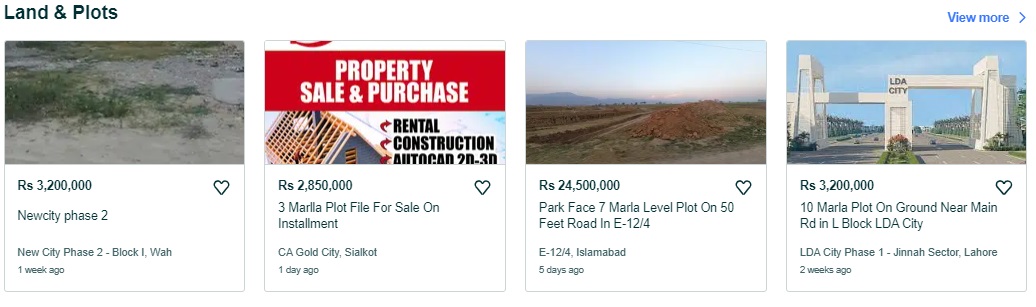 Land & Plots
View more
PROPERTY
SALE & PURCHASE
RENTAL
CONSTRUCTION
AUTOCAD 2D-3D
LDA
CITY
Rs 3,200,000
Newcity phase 2
New City Phase 2 - Block I, Wah
1 week ago
Rs 2,850,000
3 Marlla Plot File For Sale On
Installment
CA Gold City, Sialkot
1 day ago
Rs 24,500,000
Park Face 7 Marla Level Plot On 50
Feet Road In E-12/4
E-12/4, Islamabad
5 days ago
Rs 3,200,000
10 Marla Plot On Ground Near Main
Rd in L Block LDA City
LDA City Phase 1 - Jinnah Sector, Lahore
2 weeks ago